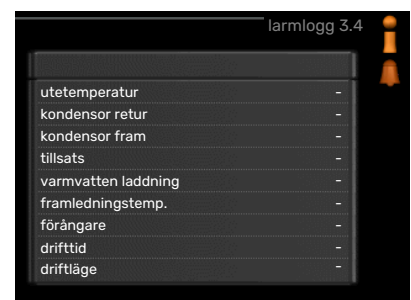 larmlogg 3.4
utetemperatur -
kondensor retur -
kondensor fram -
tillsats -
varmvatten laddning -
framledningstemp. -
förångare -
drifttid -
driftläge -